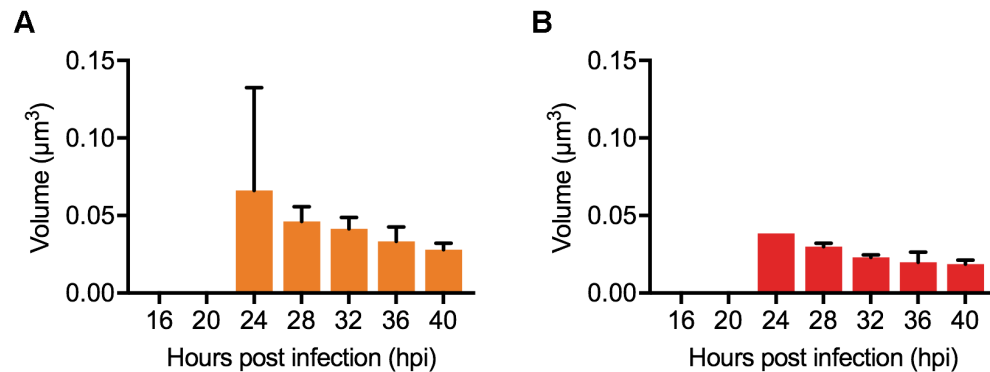 A
Volume (µm³)
0.15
0.10
0.05
0.00
16 20 24 28 32 36 40
Hours post infection (hpi)
B
Volume (µm³)
0.15
0.10
0.05
0.00
16 20 24 28 32 36 40
Hours post infection (hpi)